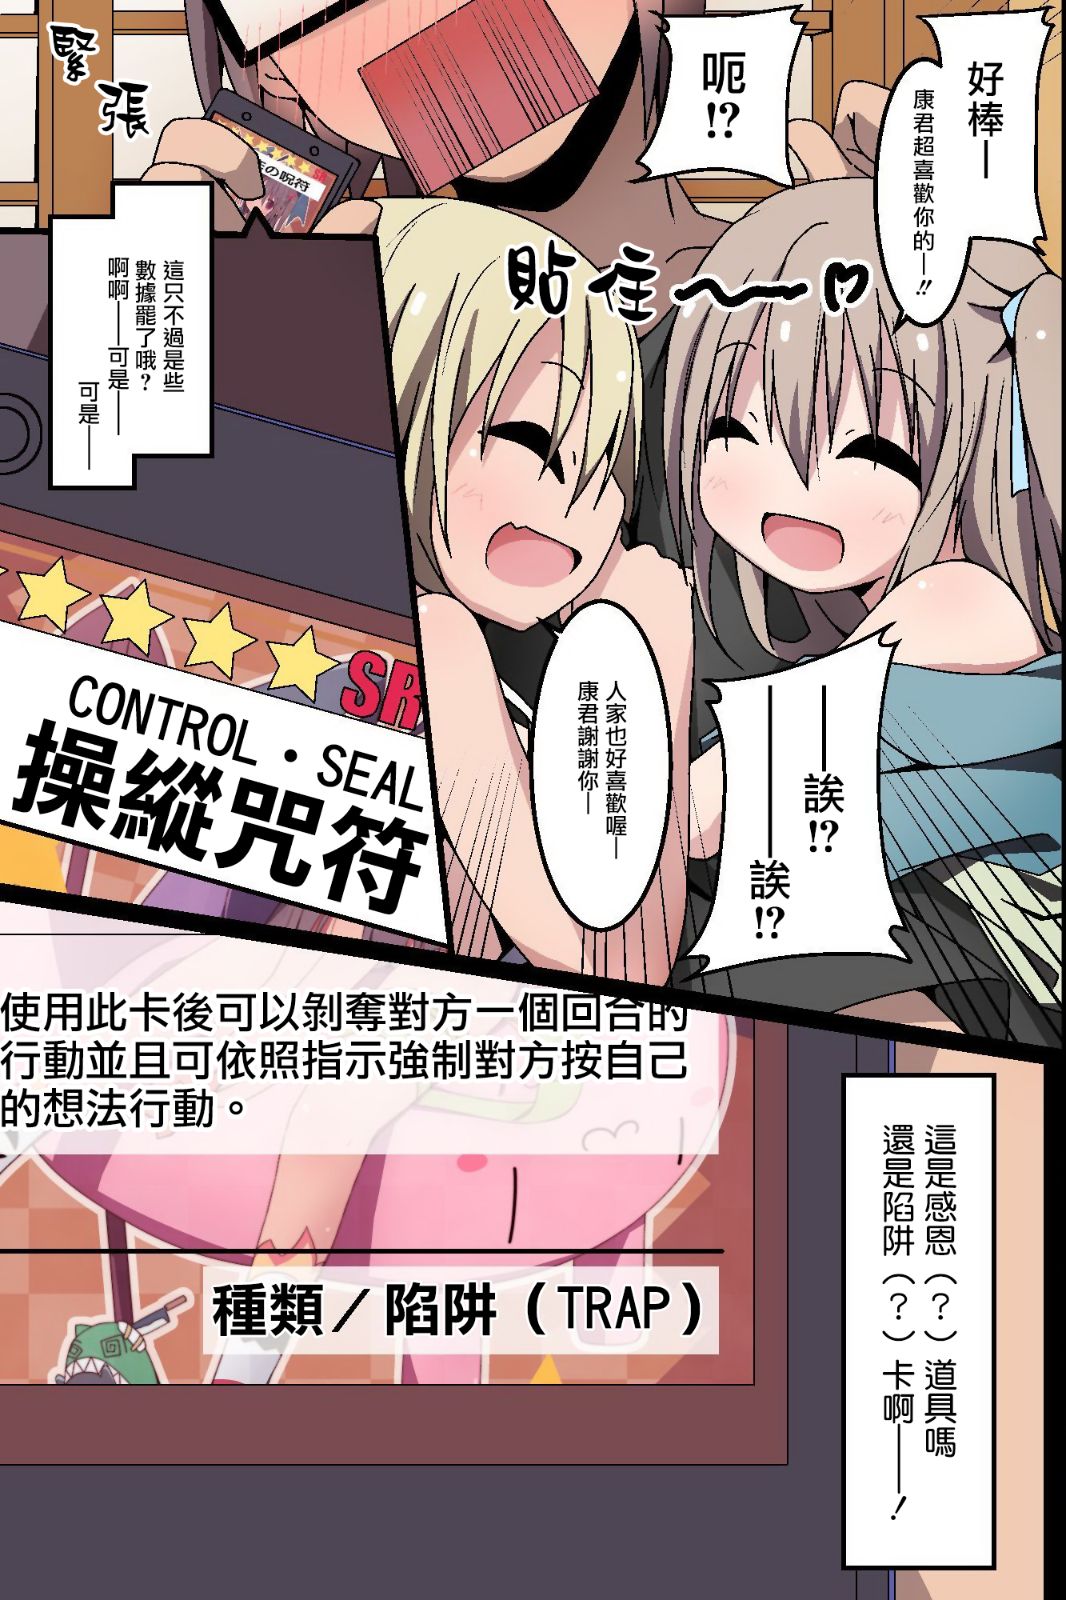 好棒—
康君超喜歡你的—!!
呃!?
緊張
SR
の呪符
貼住～♡
這只不過是些
數據罷了哦？
啊啊——可是——
可是——
人家也好喜歡喔—
康君謝謝你—
——誒!?
——誒!?
SR
CONTROL・SEAL
操縱咒符
使用此卡後可以剝奪對方一個回合的
行動並且可依照指示強制對方按自己
的想法行動。
種類／陷阱（TRAP）
這是感恩（？）道具嗎
還是陷阱（？）卡啊——！